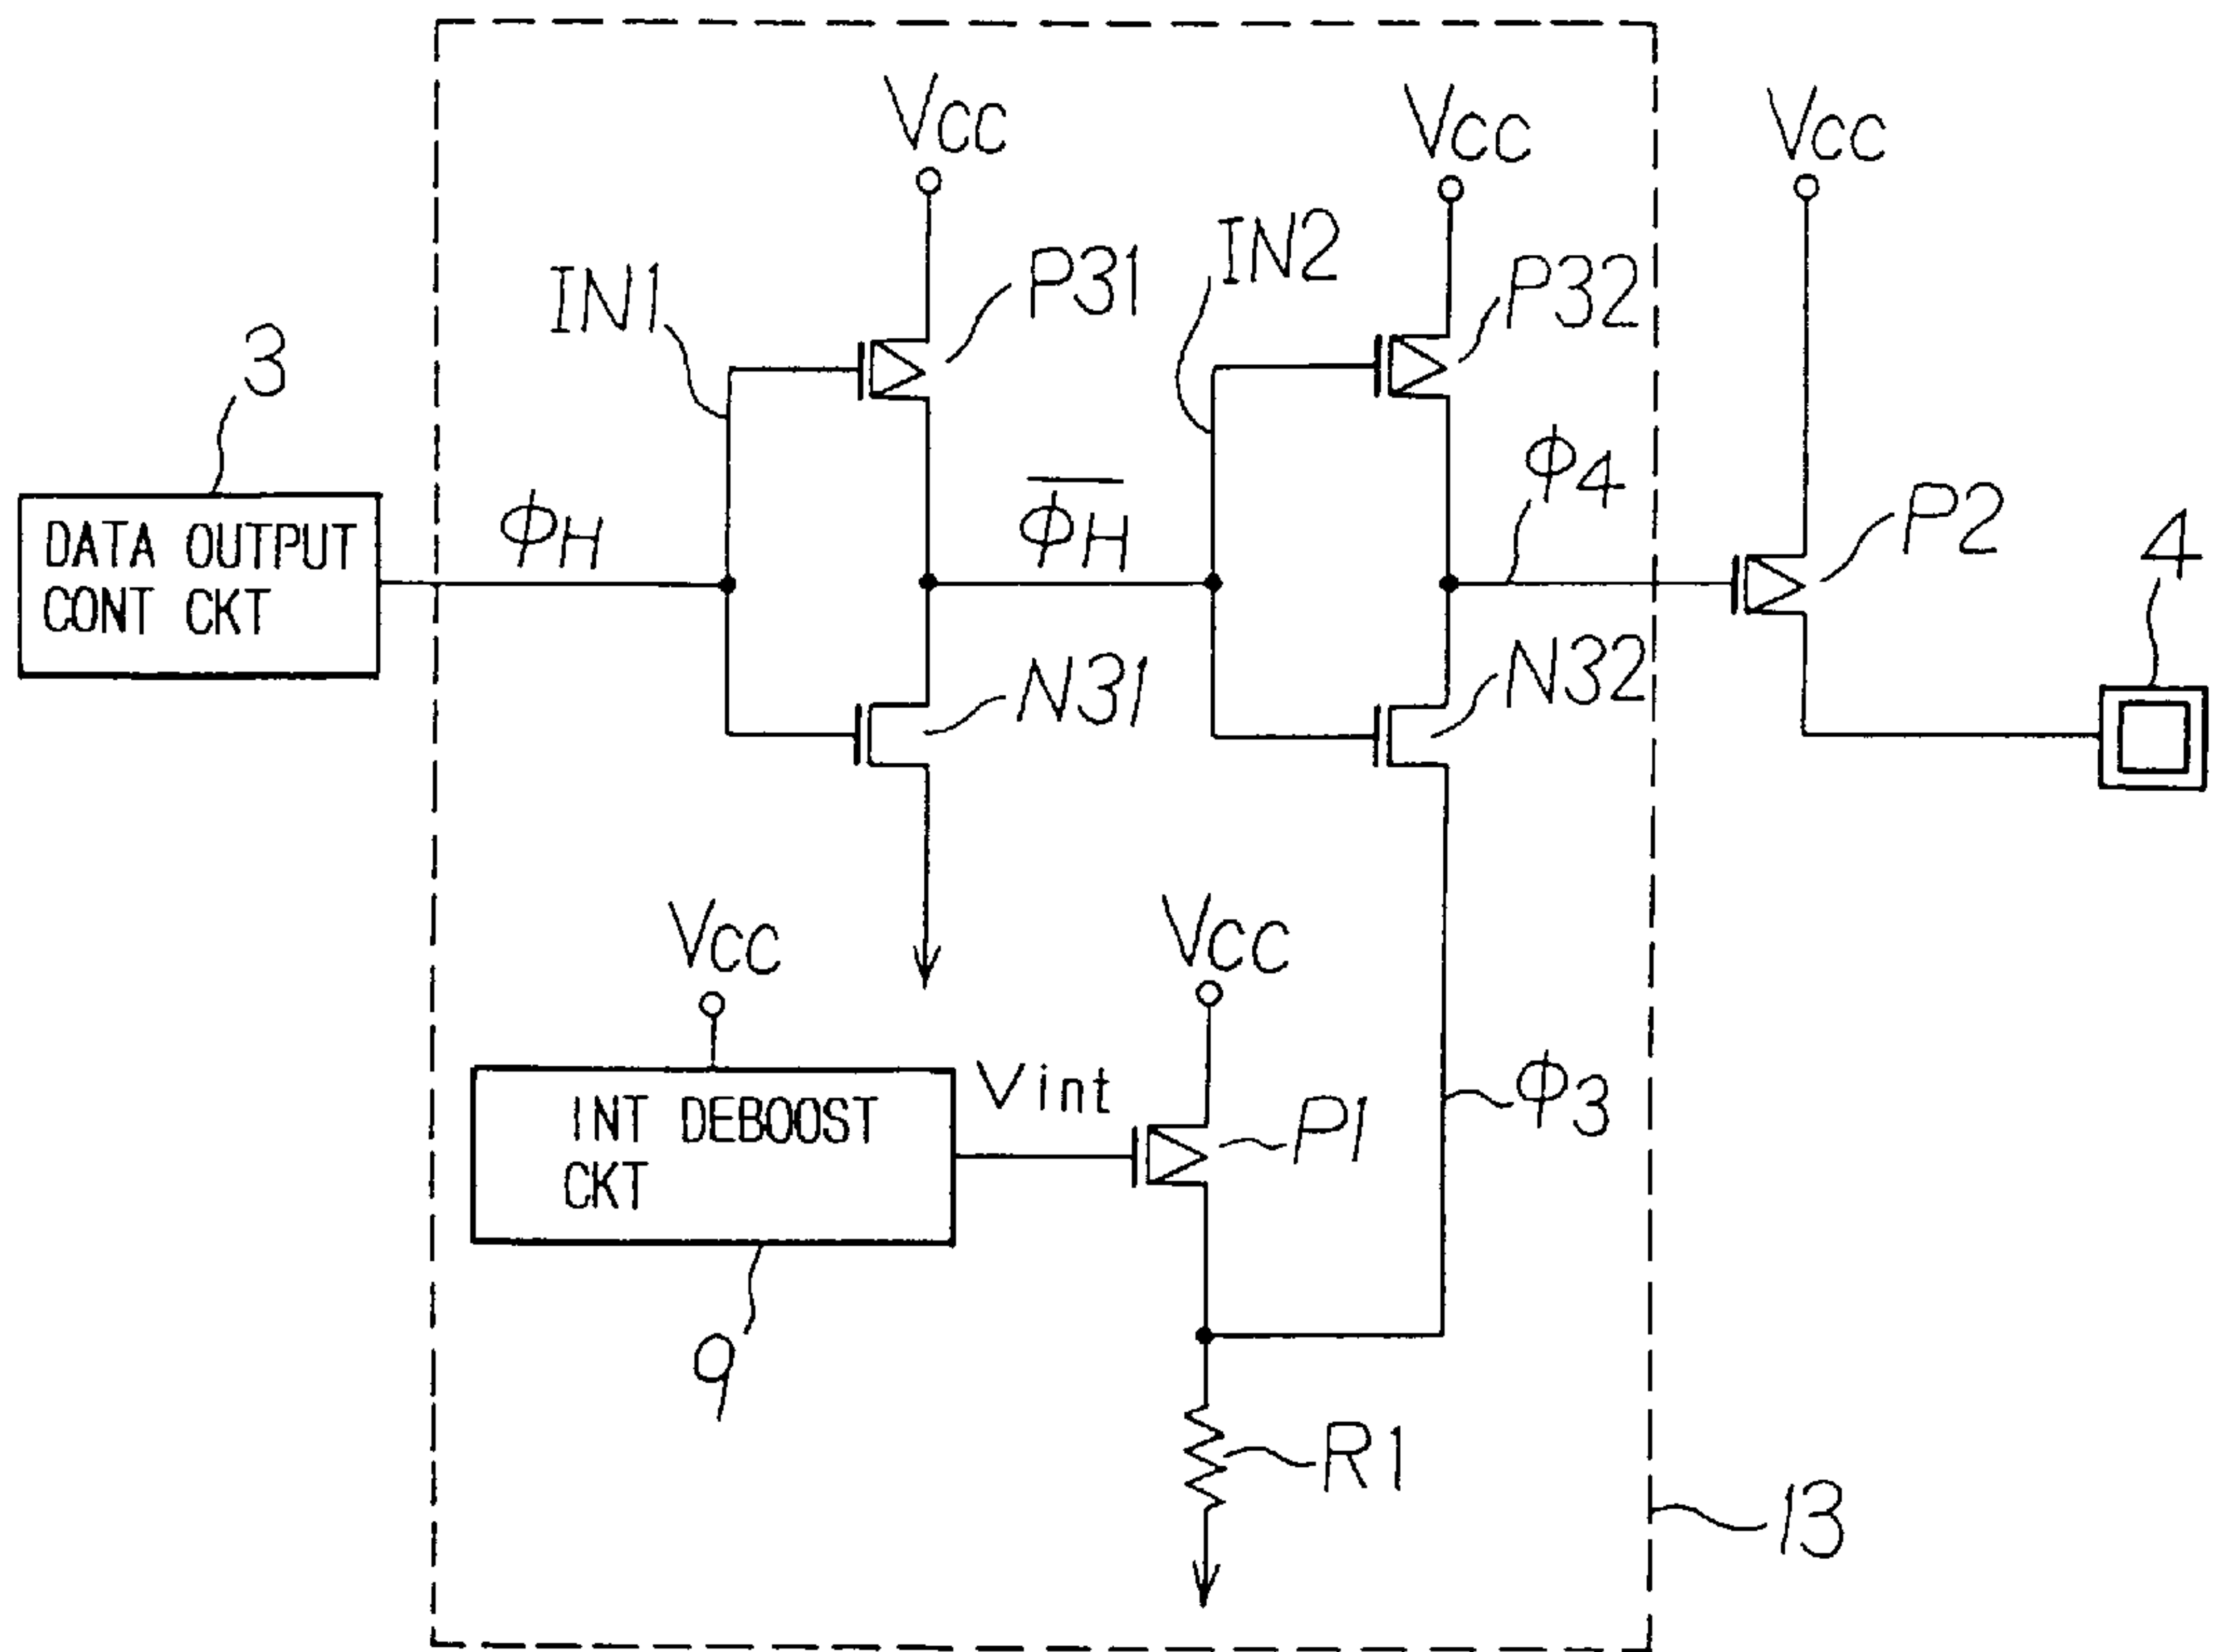 VCC
VCC
VCC
IN1
P31
IN2
P32
3
DATA OUTPUT
CONT CKT
ΦH
Φ̅H̅
Φ4
P2
4
N31
N32
VCC
VCC
INT DEBOOST
CKT
Vint
P1
Φ3
9
R1
13